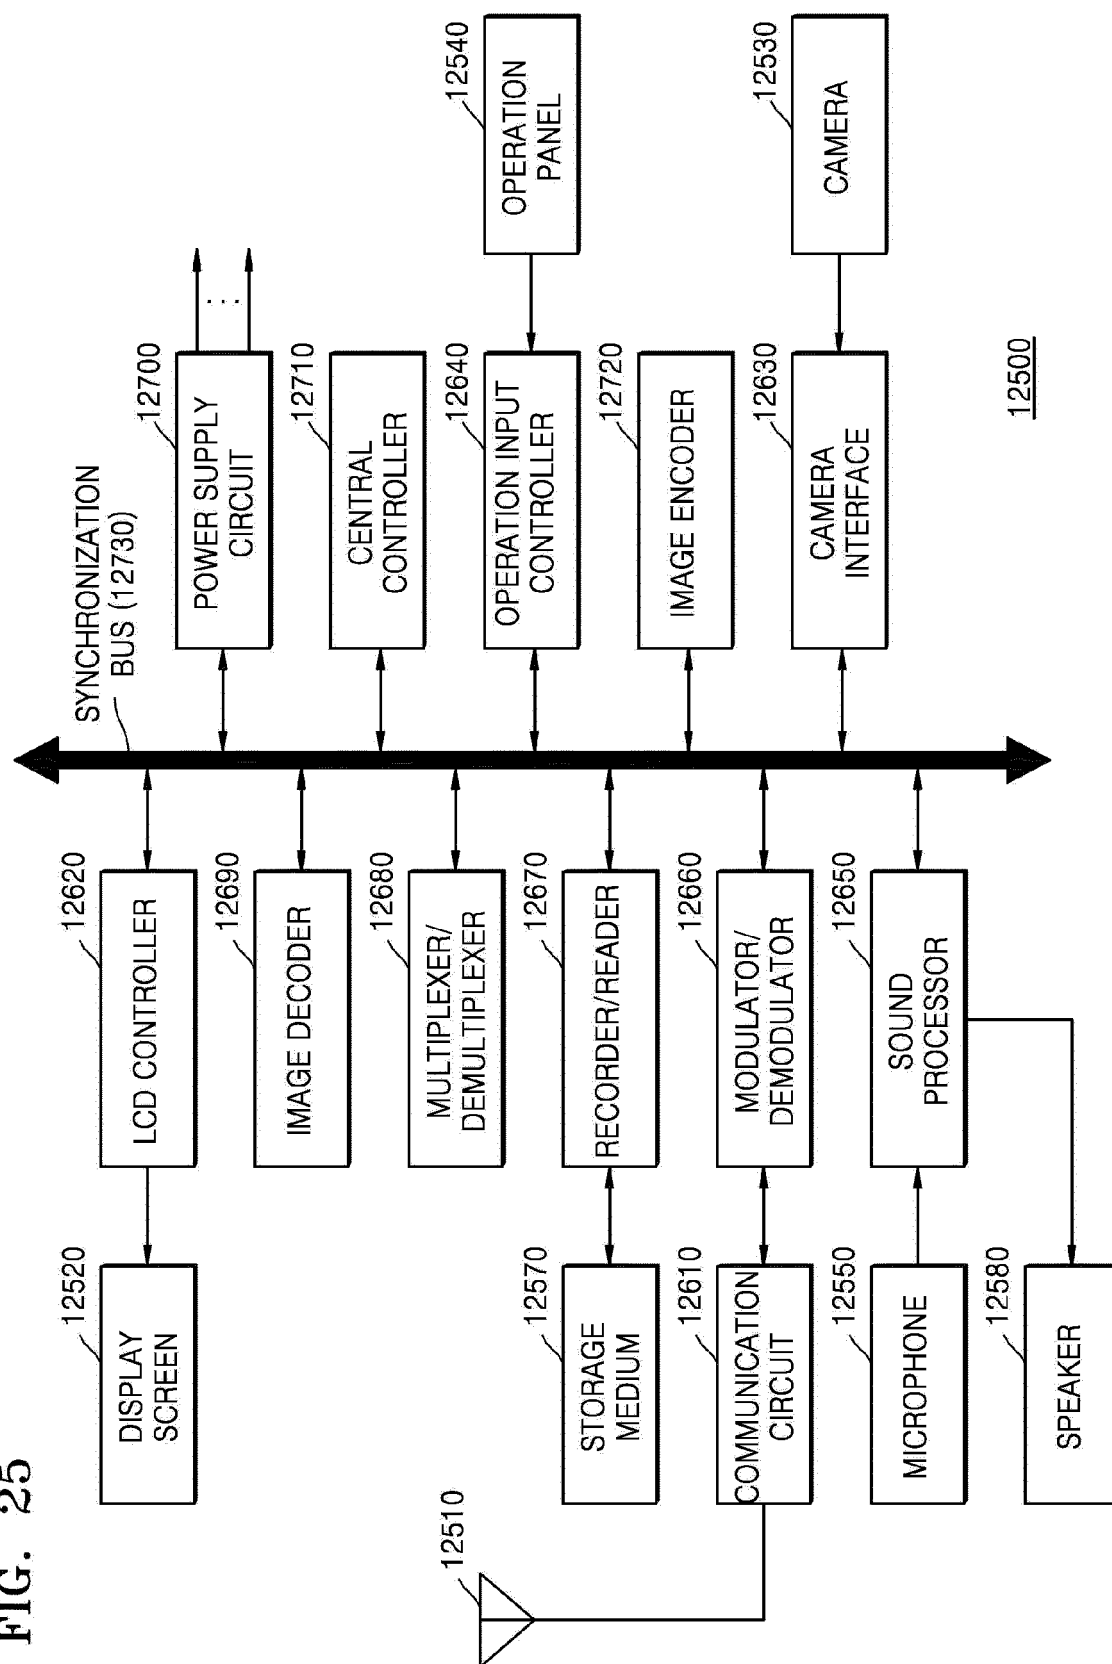 FIG. 25
12510
12520
DISPLAY
SCREEN
12620
LCD CONTROLLER
SYNCHRONIZATION
BUS (12730)
12700
POWER SUPPLY
CIRCUIT
...
12690
IMAGE DECODER
12710
CENTRAL
CONTROLLER
12680
MULTIPLEXER/
DEMULTIPLEXER
12640
OPERATION INPUT
CONTROLLER
12540
OPERATION
PANEL
12570
STORAGE
MEDIUM
12670
RECORDER/READER
12720
IMAGE ENCODER
12610
COMMUNICATION
CIRCUIT
12660
MODULATOR/
DEMODULATOR
12630
CAMERA
INTERFACE
12530
CAMERA
12550
MICROPHONE
12650
SOUND
PROCESSOR
12580
SPEAKER
12500